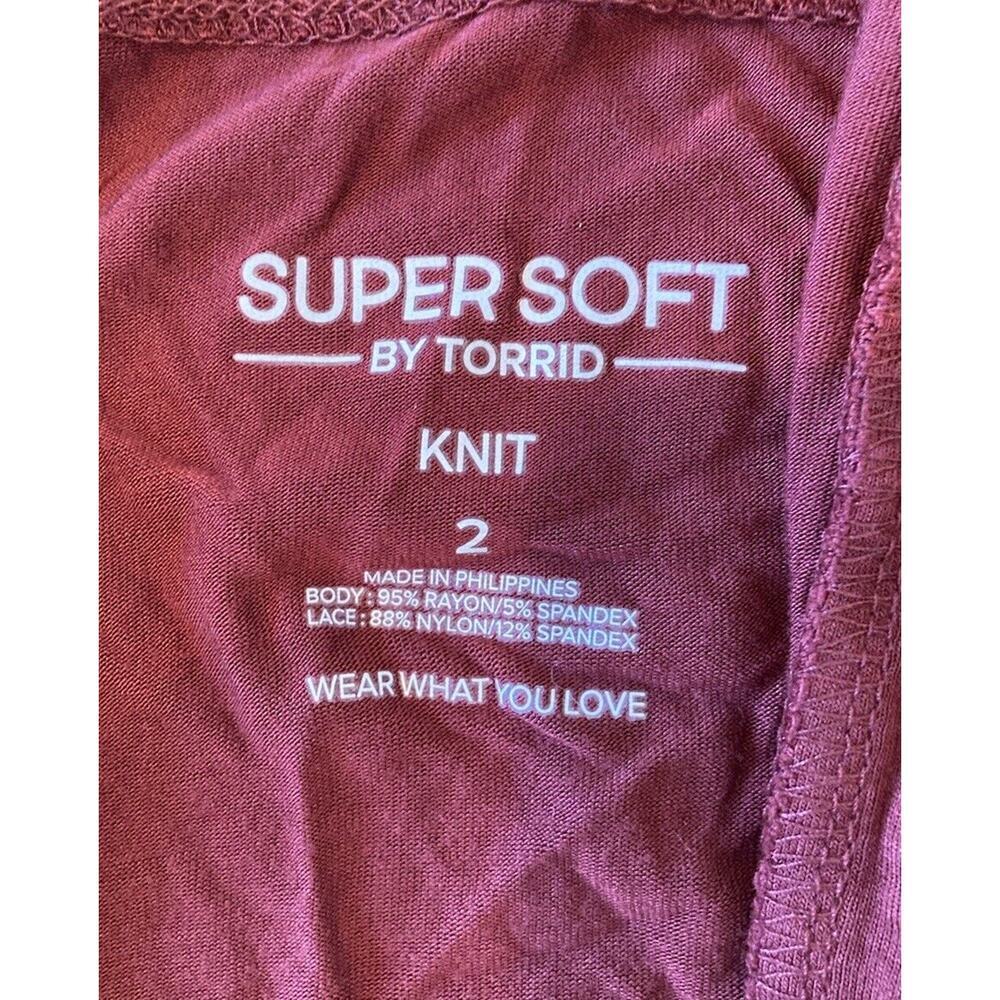 SUPER SOFT
BY TORRID
KNIT
2
MADE IN PHILIPPINES
BODY : 95% RAYON/5% SPANDEX
LACE : 88% NYLON/12% SPANDEX
WEAR WHAT YOU LOVE